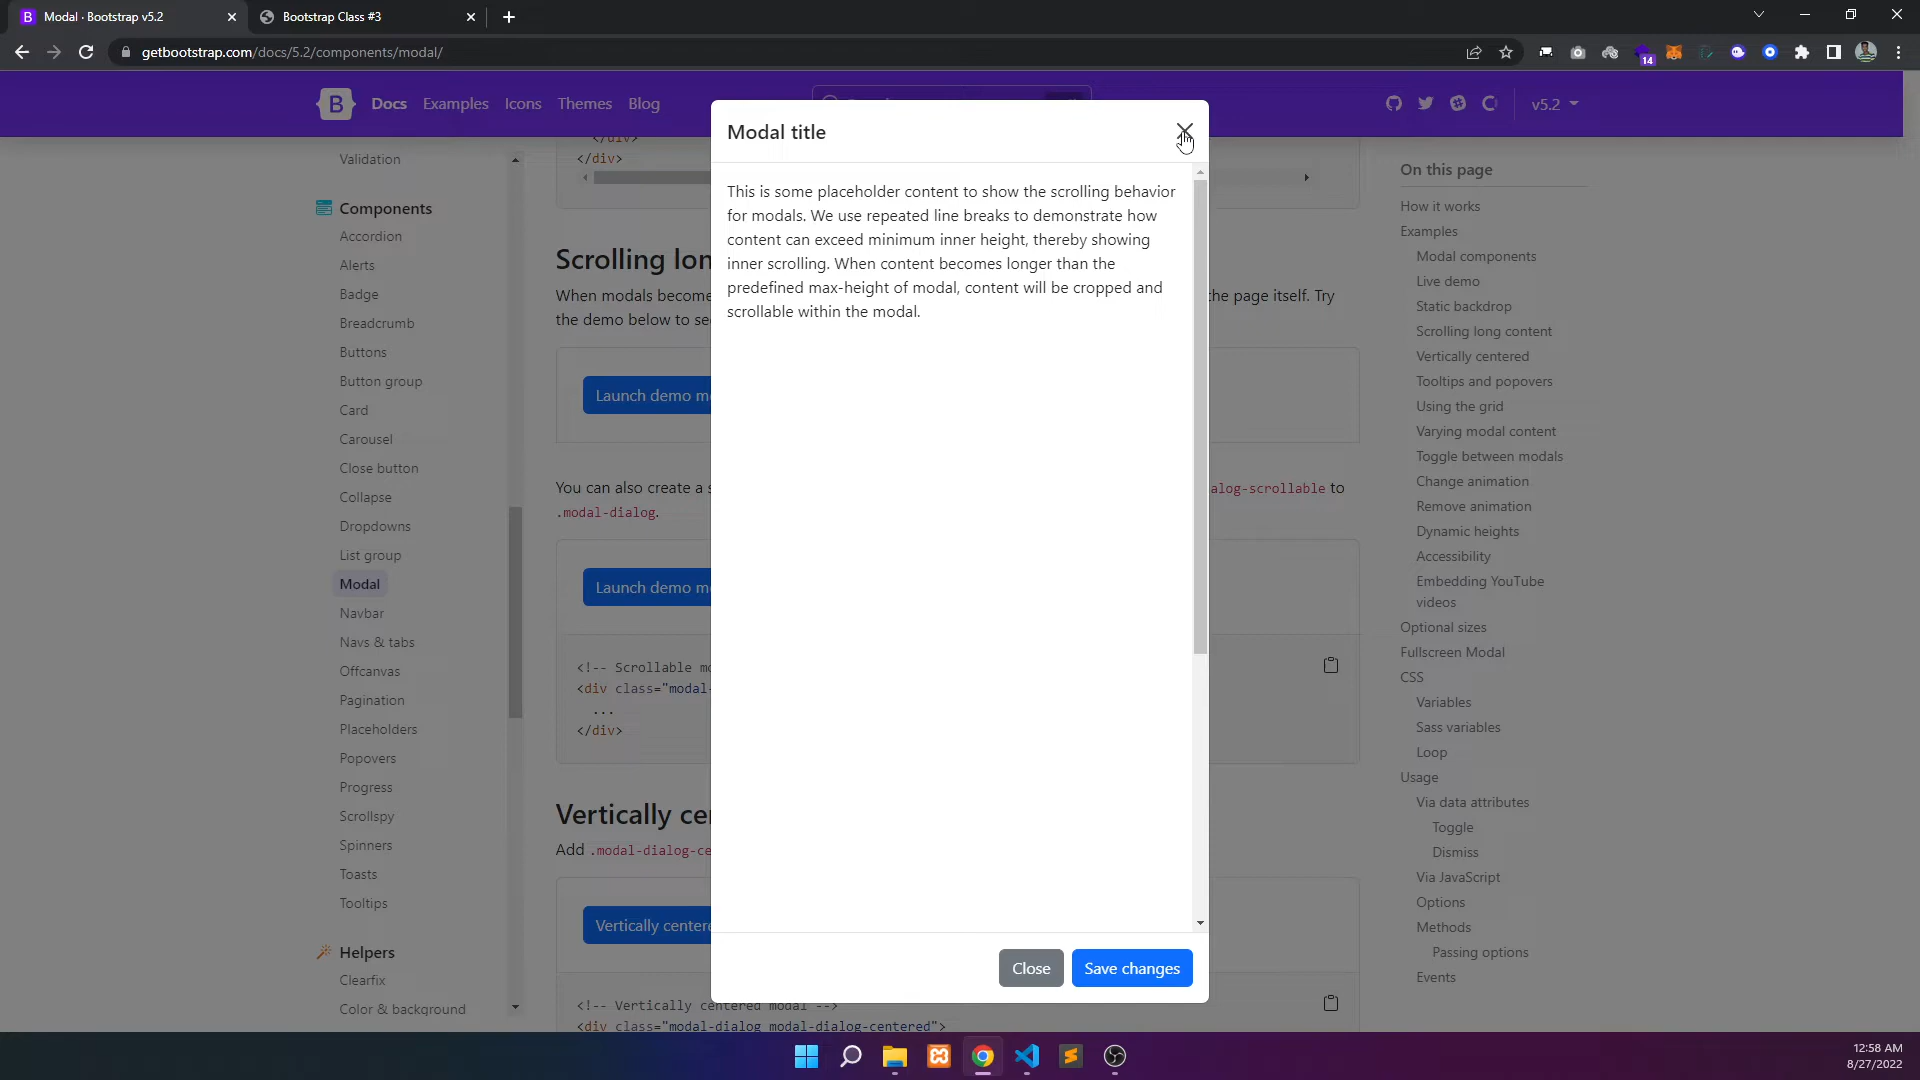 Modal · Bootstrap v5.2
Bootstrap Class #3
getbootstrap.com/docs/5.2/components/modal/
14
B
Docs
Examples
Icons
Themes
Blog
v5.2
Validation
Components
Accordion
Alerts
Badge
Breadcrumb
Buttons
Button group
Card
Carousel
Close button
Collapse
Dropdowns
List group
Modal
Navbar
Navs & tabs
Offcanvas
Pagination
Placeholders
Popovers
Progress
Scrollspy
Spinners
Toasts
Tooltips
Helpers
Clearfix
Color & background
</div>
</div>
Scrolling lon
When modals become
the page itself. Try
the demo below to se
Launch demo m
You can also create a s
alog-scrollable to
.modal-dialog.
Launch demo m
<!-- Scrollable mo
<div class="modal-
...
</div>
Vertically ce
Add .modal-dialog-ce
Vertically centere
<!-- Vertically centered modal -->
<div class="modal-dialog modal-dialog-centered">
Modal title
This is some placeholder content to show the scrolling behavior
for modals. We use repeated line breaks to demonstrate how
content can exceed minimum inner height, thereby showing
inner scrolling. When content becomes longer than the
predefined max-height of modal, content will be cropped and
scrollable within the modal.
Close
Save changes
On this page
How it works
Examples
Modal components
Live demo
Static backdrop
Scrolling long content
Vertically centered
Tooltips and popovers
Using the grid
Varying modal content
Toggle between modals
Change animation
Remove animation
Dynamic heights
Accessibility
Embedding YouTube
videos
Optional sizes
Fullscreen Modal
CSS
Variables
Sass variables
Loop
Usage
Via data attributes
Toggle
Dismiss
Via JavaScript
Options
Methods
Passing options
Events
12:58 AM
8/27/2022